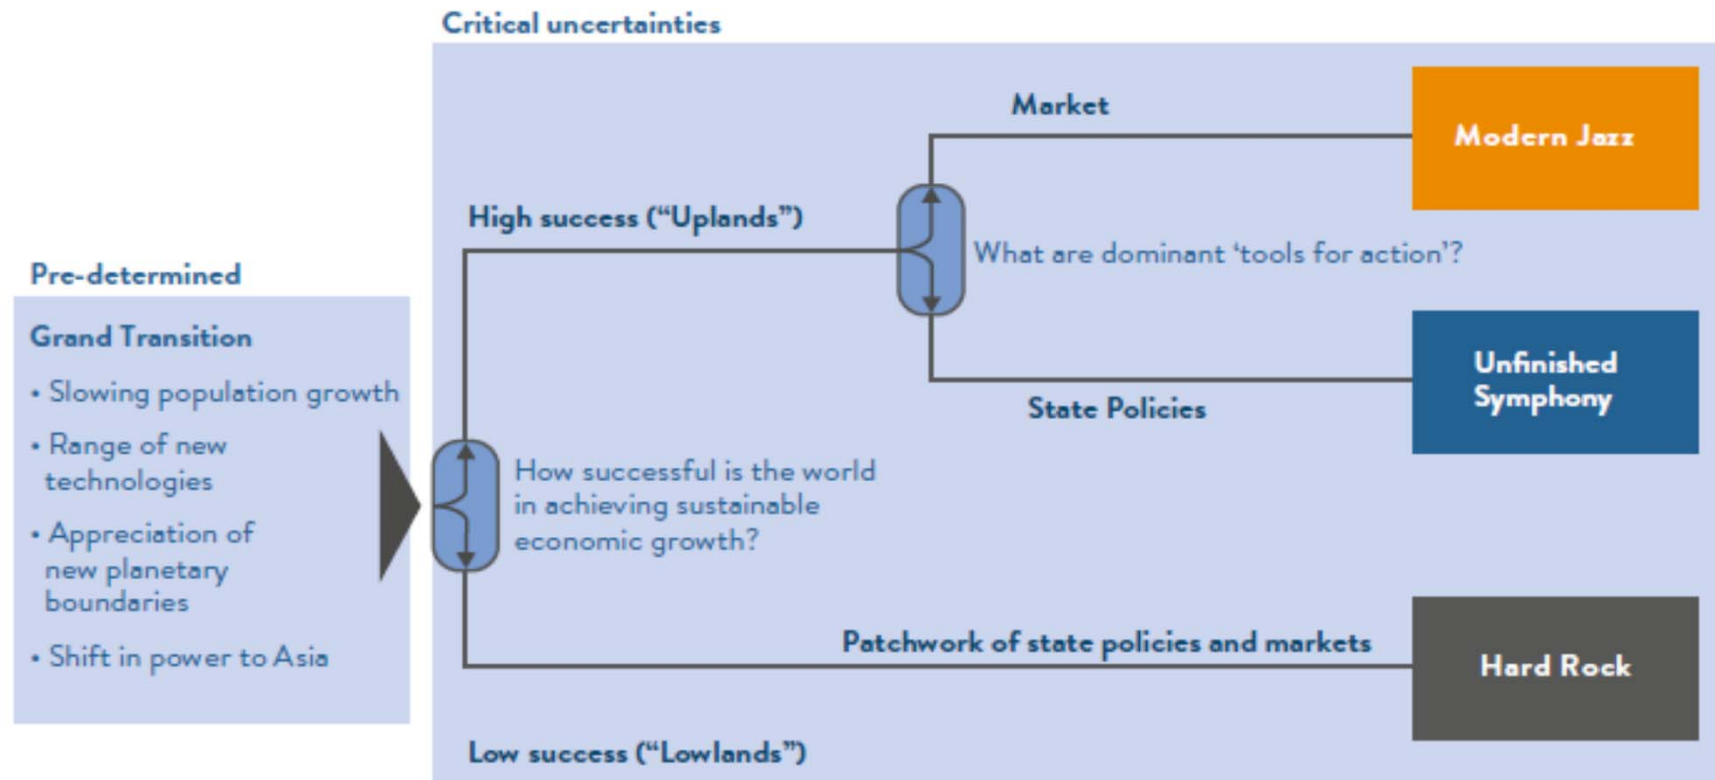 Critical uncertainties
Market
Modern Jazz
High success (“Uplands”)
What are dominant ‘tools for action’?
Pre-determined
Grand Transition
• Slowing population growth
• Range of new
technologies
• Appreciation of
new planetary
boundaries
• Shift in power to Asia
Unfinished
Symphony
State Policies
How successful is the world
in achieving sustainable
economic growth?
Patchwork of state policies and markets
Hard Rock
Low success (“Lowlands”)